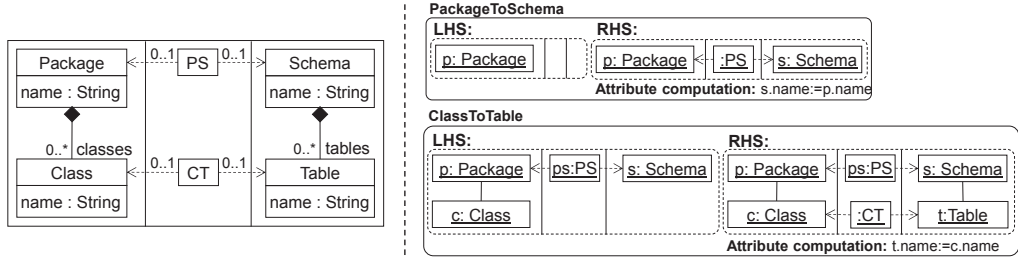 0..1 PS 0..1
Package
Schema
name : String
name : String
0..* classes
0..* tables
0..1 CT 0..1
Class
Table
name : String
name : String
PackageToSchema
LHS:
RHS:
p: Package
p: Package
:PS
s: Schema
Attribute computation: s.name:=p.name
ClassToTable
LHS:
RHS:
p: Package
ps:PS
s: Schema
p: Package
ps:PS
s: Schema
c: Class
c: Class
:CT
t:Table
Attribute computation: t.name:=c.name